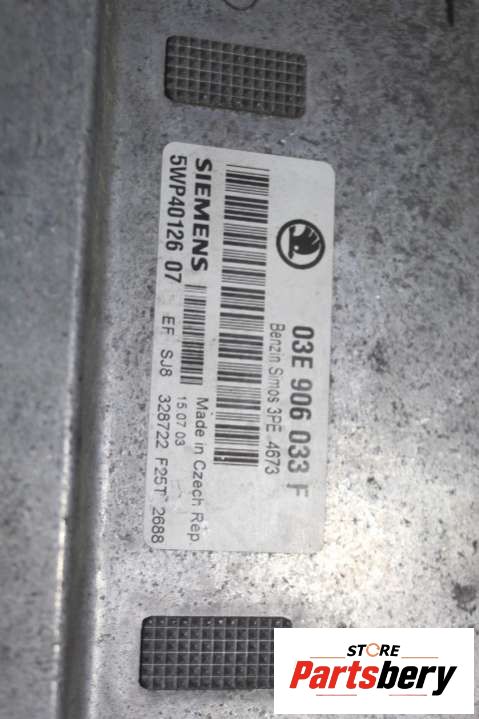 03E 906 033 F
Benzin Simos 3PE 4673
SIEMENS
Made in Czech Rep.
15.07.03
5WP40126 07 EF SJ8 328722 F25T 2688
STORE
Partsbery